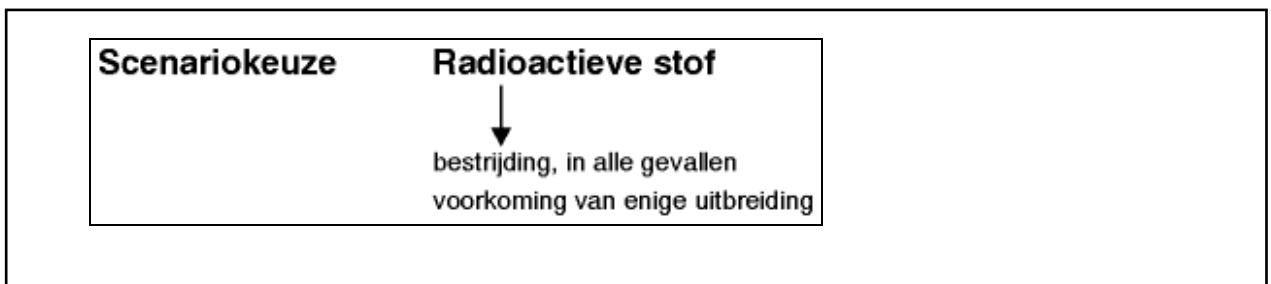 Scenariokeuze Radioactieve stof
bestrijding, in alle gevallen
voorkoming van enige uitbreiding